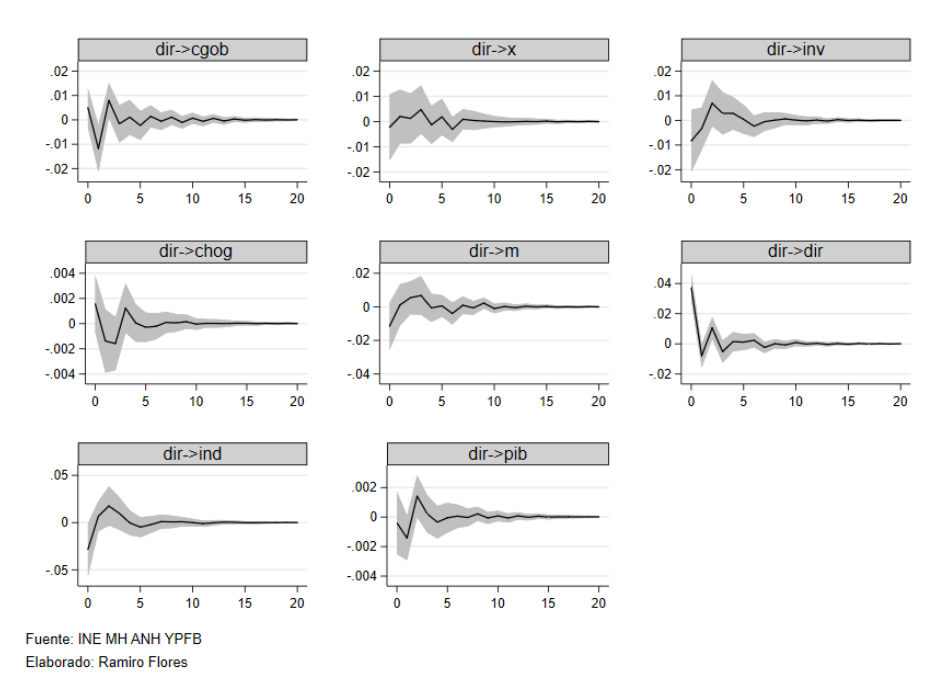 dir->cgob
.02
.01
0
-.01
-.02
0 5 10 15 20
dir->x
.02
.01
0
-.01
-.02
0 5 10 15 20
dir->inv
.02
.01
0
-.01
-.02
0 5 10 15 20
dir->chog
.004
.002
0
-.002
-.004
0 5 10 15 20
dir->m
.02
0
-.02
-.04
0 5 10 15 20
dir->dir
.04
.02
0
-.02
0 5 10 15 20
dir->ind
.05
0
-.05
0 5 10 15 20
dir->pib
.002
0
-.002
-.004
0 5 10 15 20
Fuente: INE MH ANH YPFB
Elaborado: Ramiro Flores